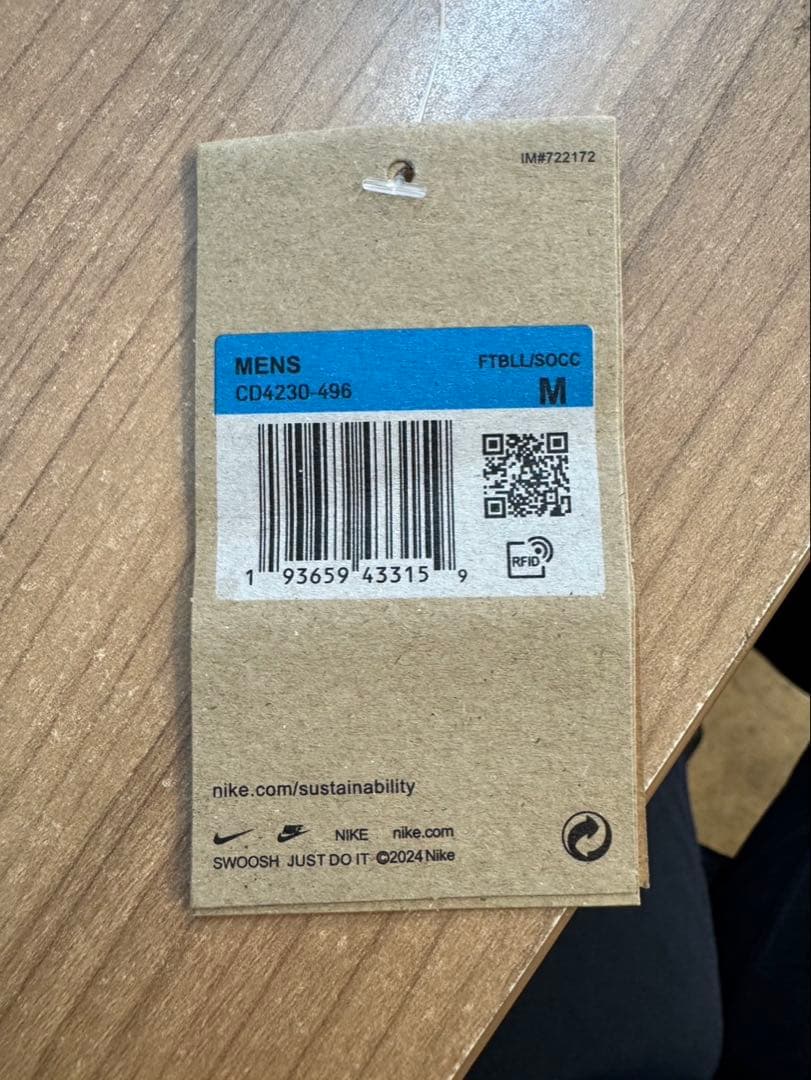 IM#722172
MENS FTBLL/SOCC
CD4230-496 M
1 93659 43315 9
RFID
nike.com/sustainability
NIKE nike.com
SWOOSH JUST DO IT ©2024 Nike